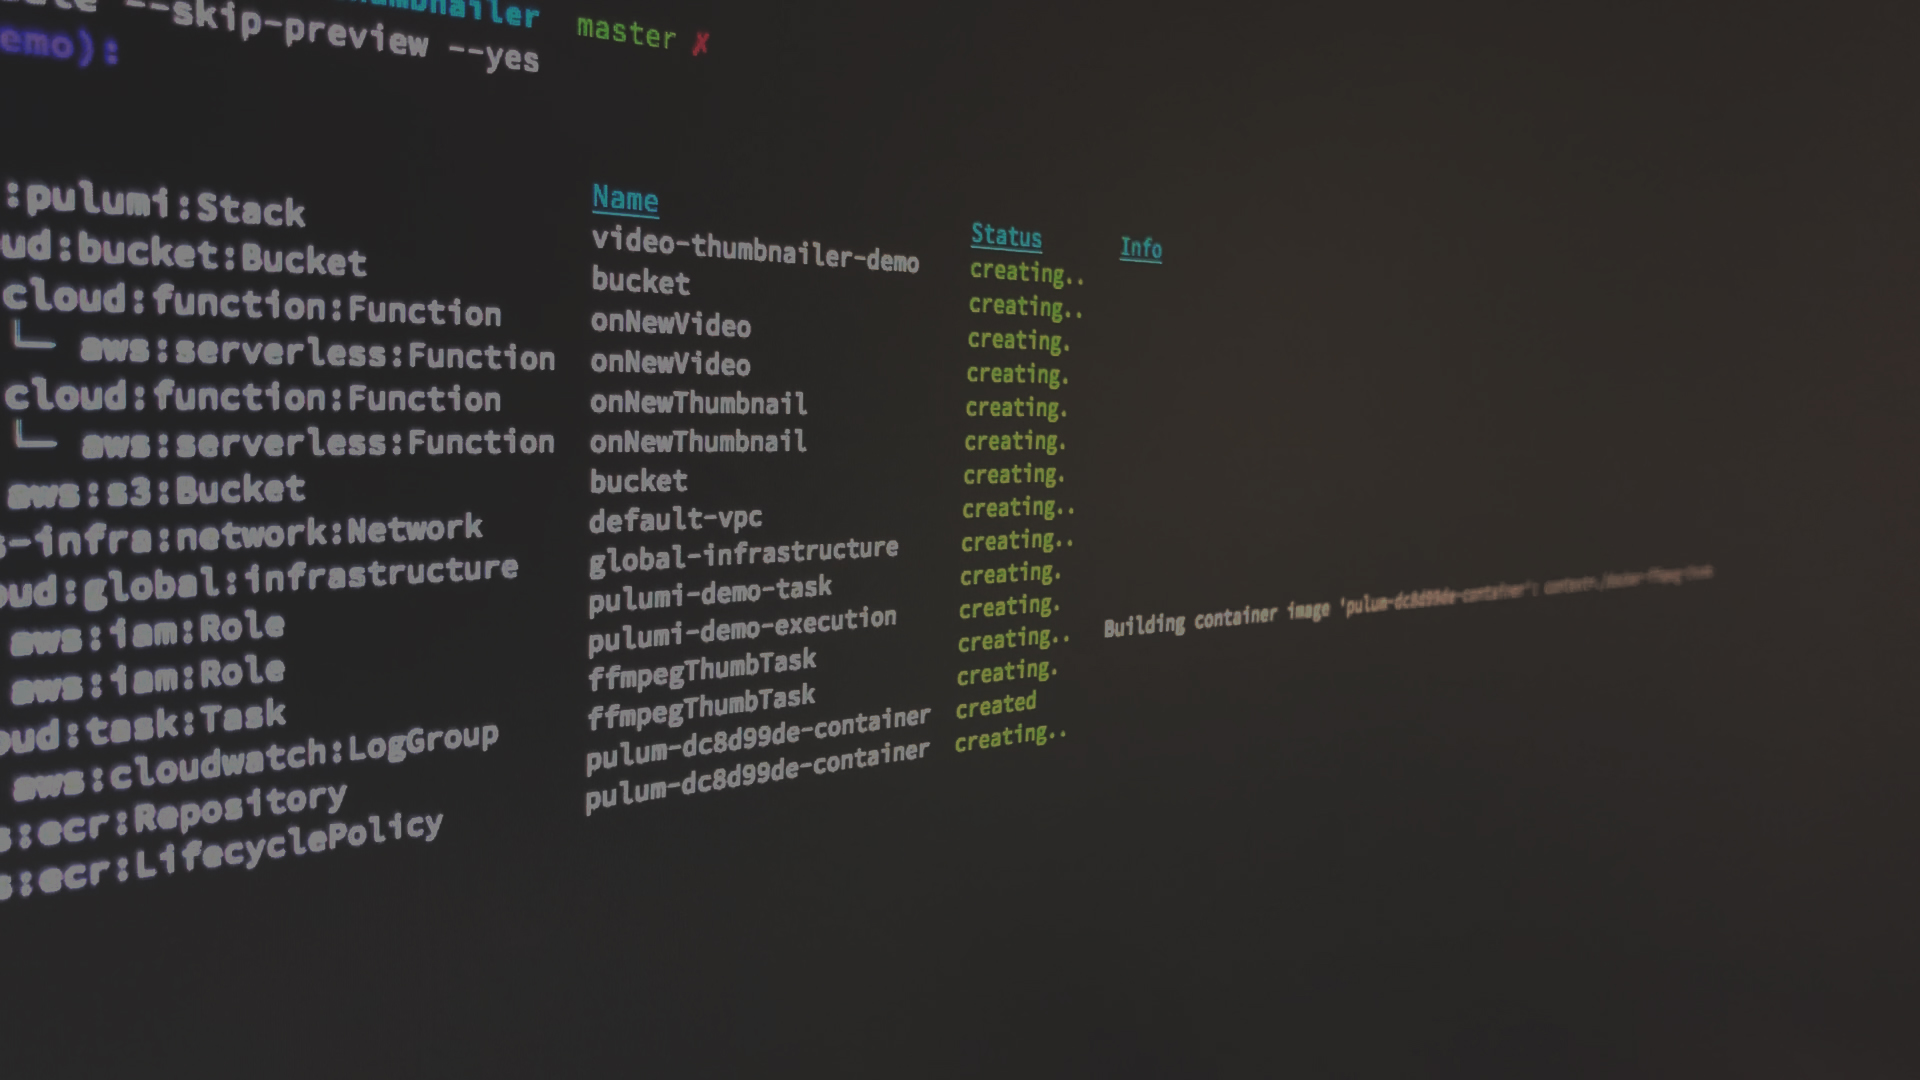 thumbnailer master ✗
--skip-preview --yes
emo):
Name Status Info
:pulumi:Stack video-thumbnailer-demo creating..
ud:bucket:Bucket bucket creating..
cloud:function:Function onNewVideo creating.
└─ aws:serverless:Function onNewVideo creating.
cloud:function:Function onNewThumbnail creating.
└─ aws:serverless:Function onNewThumbnail creating.
aws:s3:Bucket bucket creating.
s-infra:network:Network default-vpc creating..
oud:global:infrastructure global-infrastructure creating..
aws:iam:Role pulumi-demo-task creating.
aws:iam:Role pulumi-demo-execution creating.
oud:task:Task ffmpegThumbTask creating.. Building container image 'pulum-dc8d99de-container':
aws:cloudwatch:LogGroup ffmpegThumbTask creating.
s:ecr:Repository pulum-dc8d99de-container created
s:ecr:LifecyclePolicy pulum-dc8d99de-container creating..